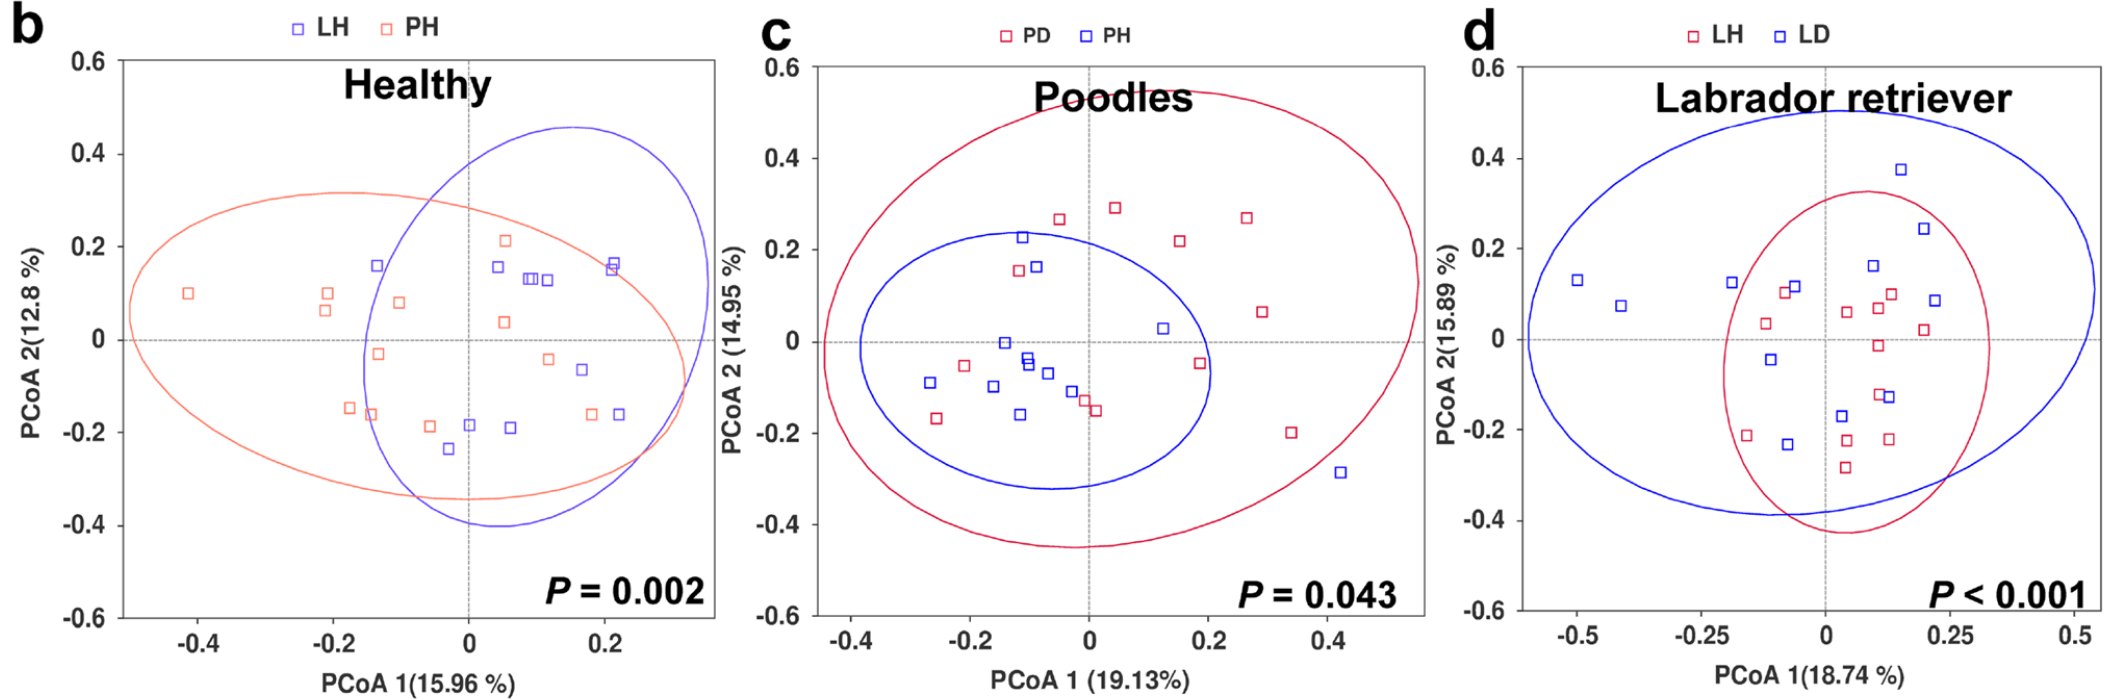 b
LH PH
Healthy
0.6
0.4
0.2
0
-0.2
-0.4
-0.6
PCoA 2(12.8 %)
P = 0.002
-0.4 -0.2 0 0.2
PCoA 1(15.96 %)
c
PD PH
Poodles
0.6
0.4
0.2
0
-0.2
-0.4
-0.6
PCoA 2 (14.95 %)
P = 0.043
-0.4 -0.2 0 0.2 0.4
PCoA 1 (19.13%)
d
LH LD
Labrador retriever
0.6
0.4
0.2
0
-0.2
-0.4
-0.6
PCoA 2(15.89 %)
P < 0.001
-0.5 -0.25 0 0.25 0.5
PCoA 1(18.74 %)